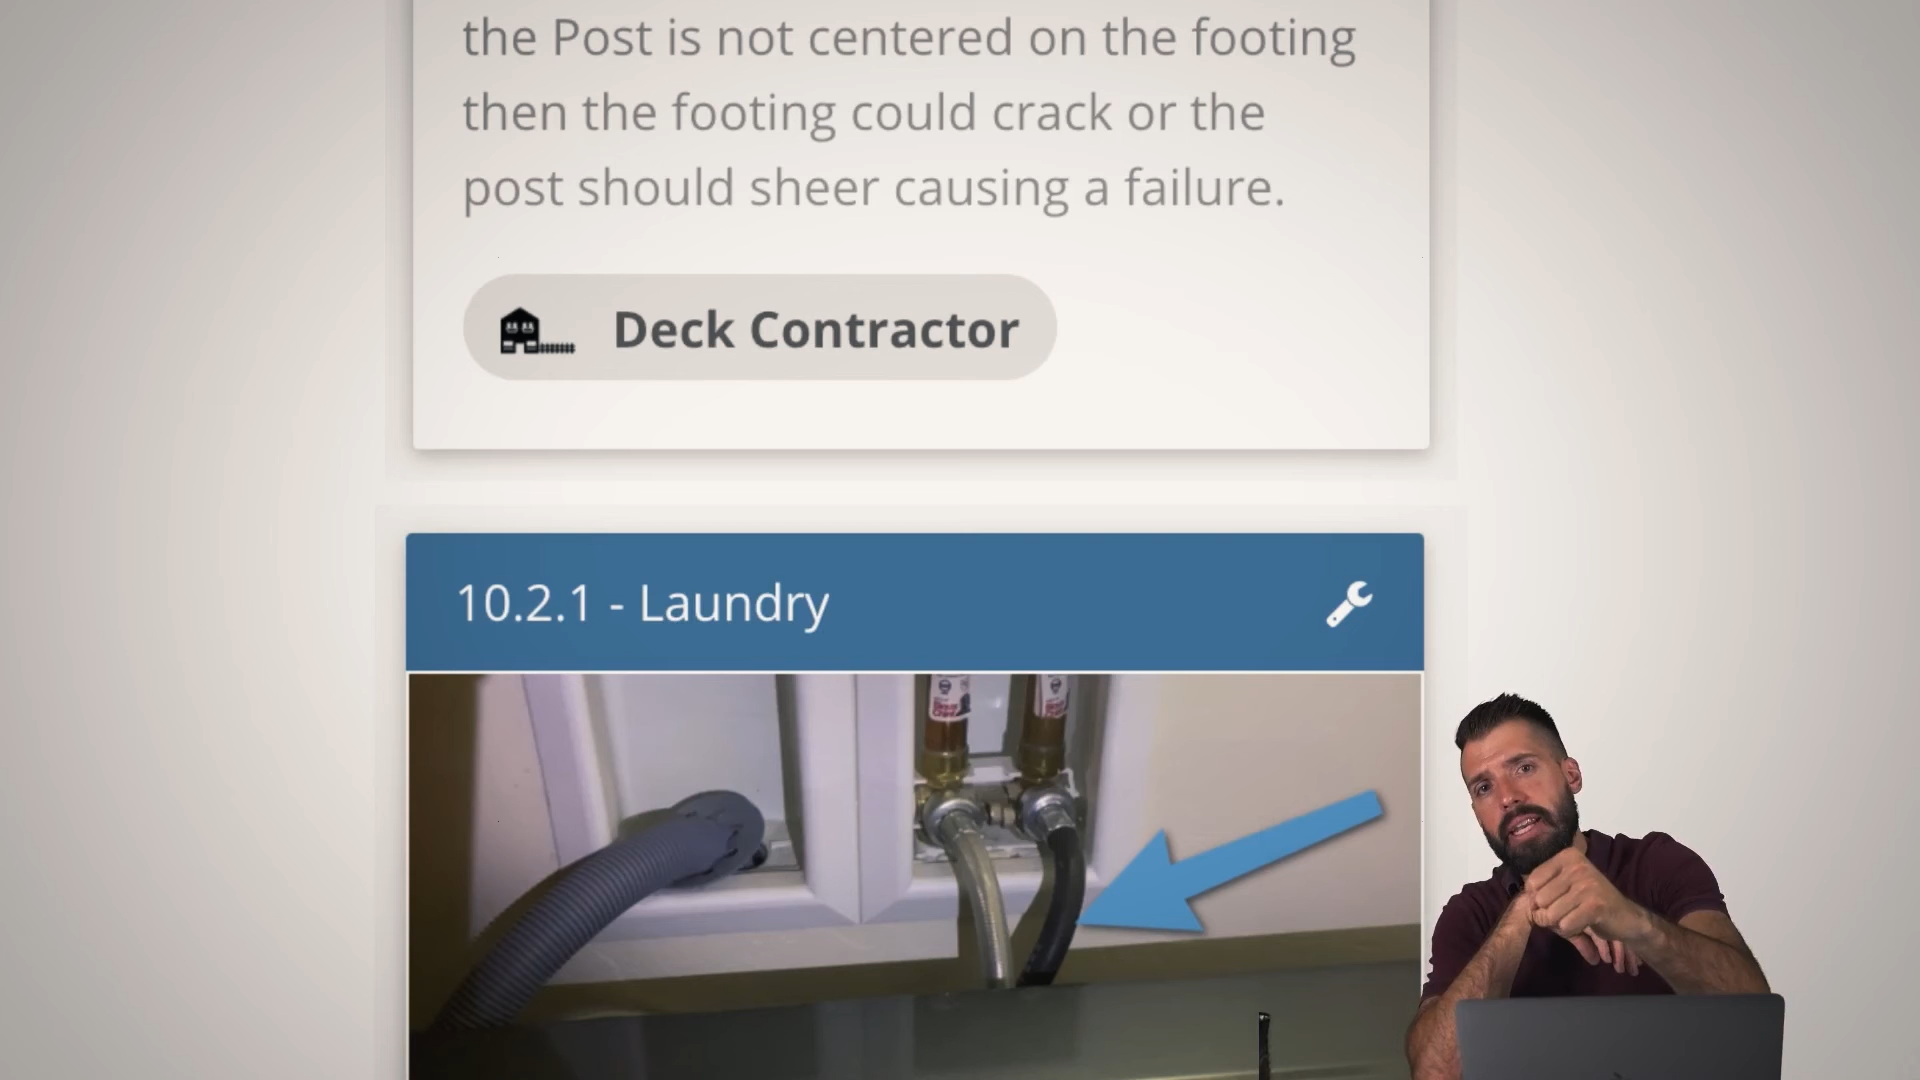 the Post is not centered on the footing
then the footing could crack or the
post should sheer causing a failure.
Deck Contractor
10.2.1 - Laundry